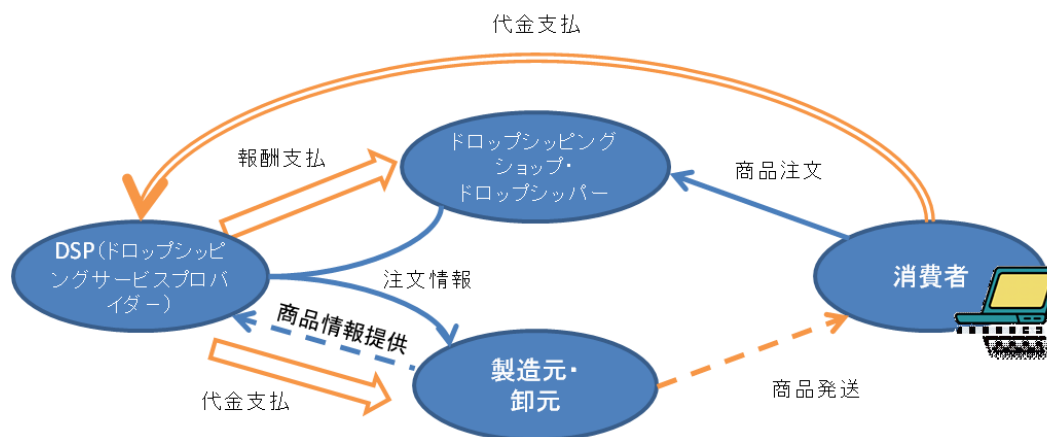 代金支払
報酬支払
ドロップシッピング
ショップ・
ドロップシッパー
商品注文
DSP(ドロップシッピ
ングサービスプロバ
イダー)
注文情報
消費者
商品情報提供
製造元・
卸元
代金支払
商品発送